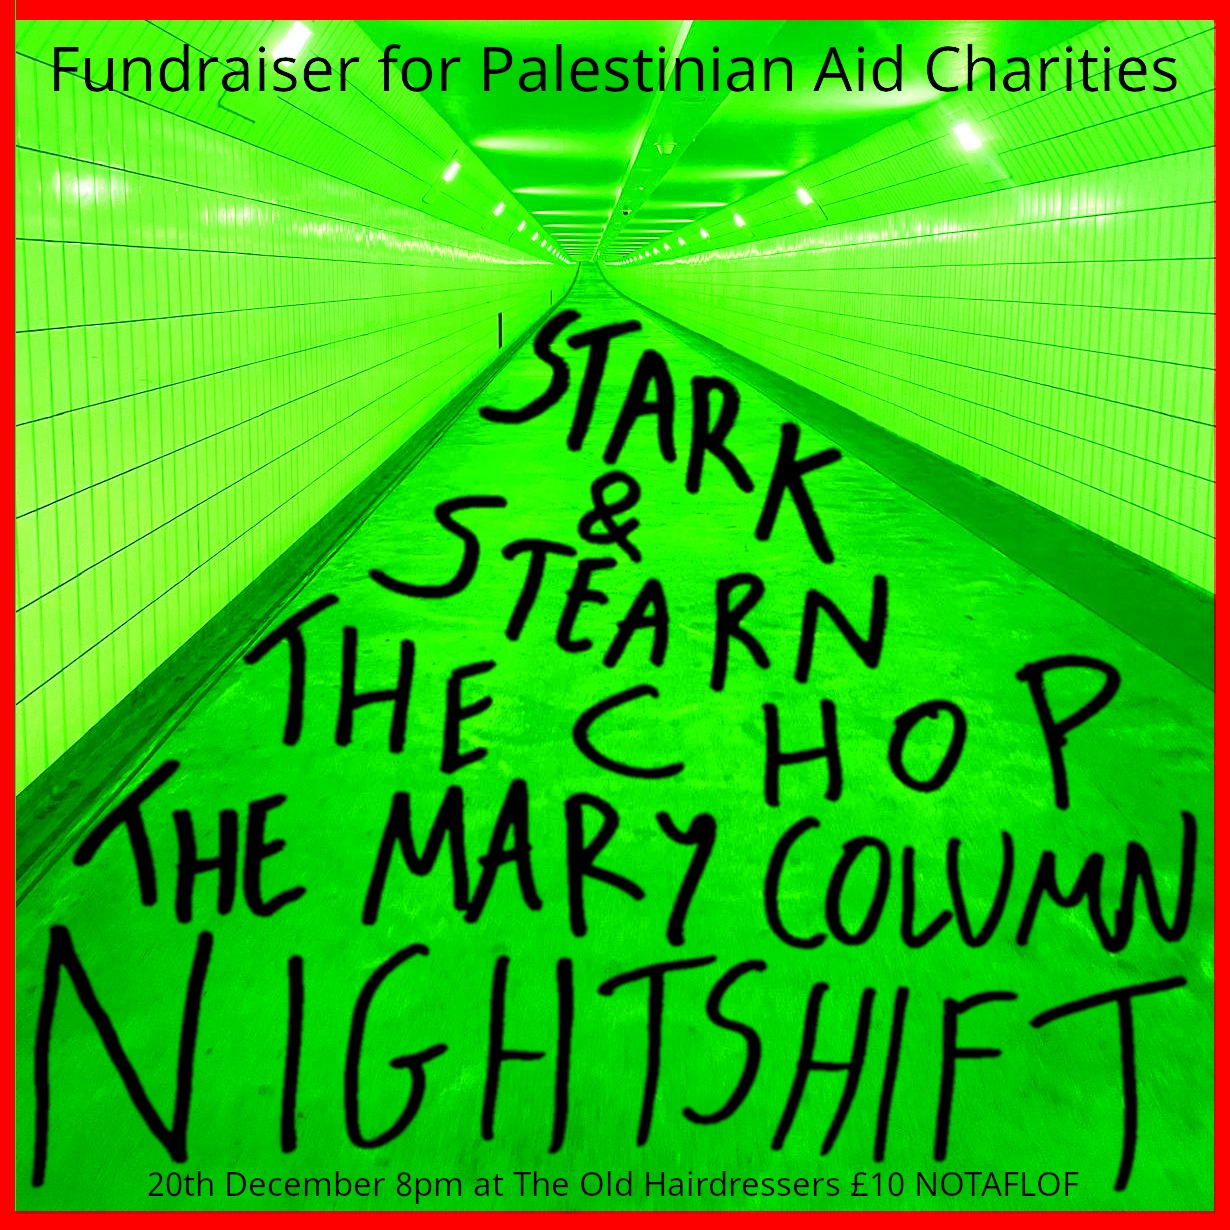 Fundraiser for Palestinian Aid Charities
STARK
&
STEARN
THE CHOP
THE MARY COLUMN
NIGHTSHIFT
20th December 8pm at The Old Hairdressers £10 NOTAFLOF